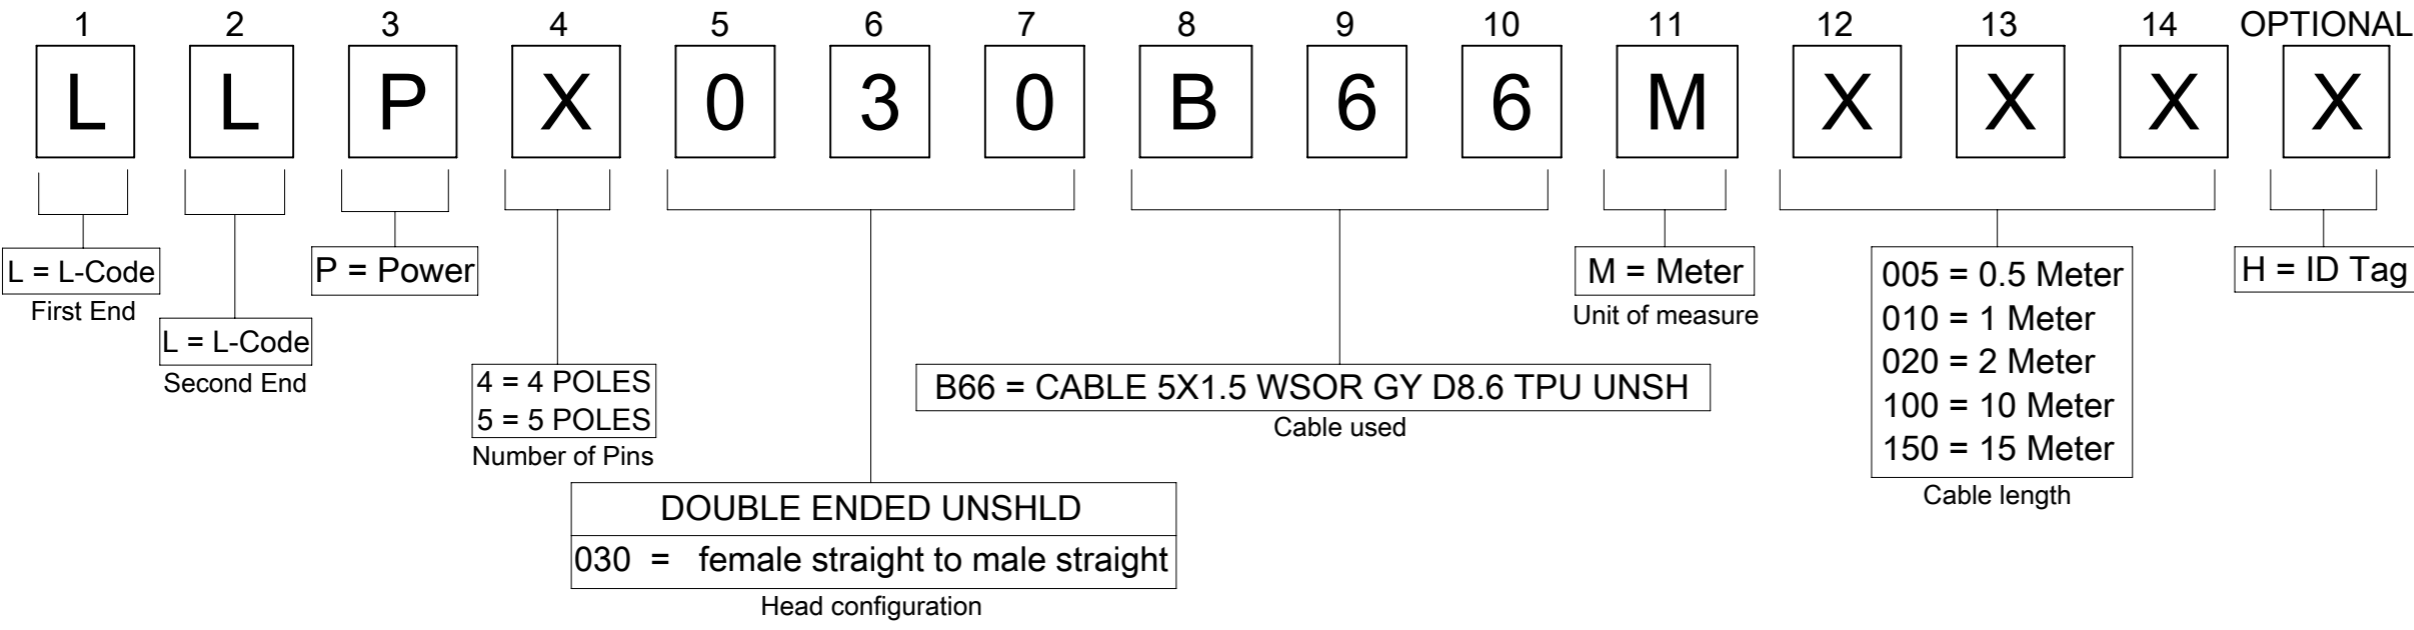 1 2 3 4 5 6 7 8 9 10 11 12 13 14 OPTIONAL
L L P X 0 3 0 B 6 6 M X X X X
L = L-Code
First End
L = L-Code
Second End
P = Power
4 = 4 POLES
5 = 5 POLES
Number of Pins
DOUBLE ENDED UNSHLD
030 = female straight to male straight
Head configuration
B66 = CABLE 5X1.5 WSOR GY D8.6 TPU UNSH
Cable used
M = Meter
Unit of measure
005 = 0.5 Meter
010 = 1 Meter
020 = 2 Meter
100 = 10 Meter
150 = 15 Meter
Cable length
H = ID Tag